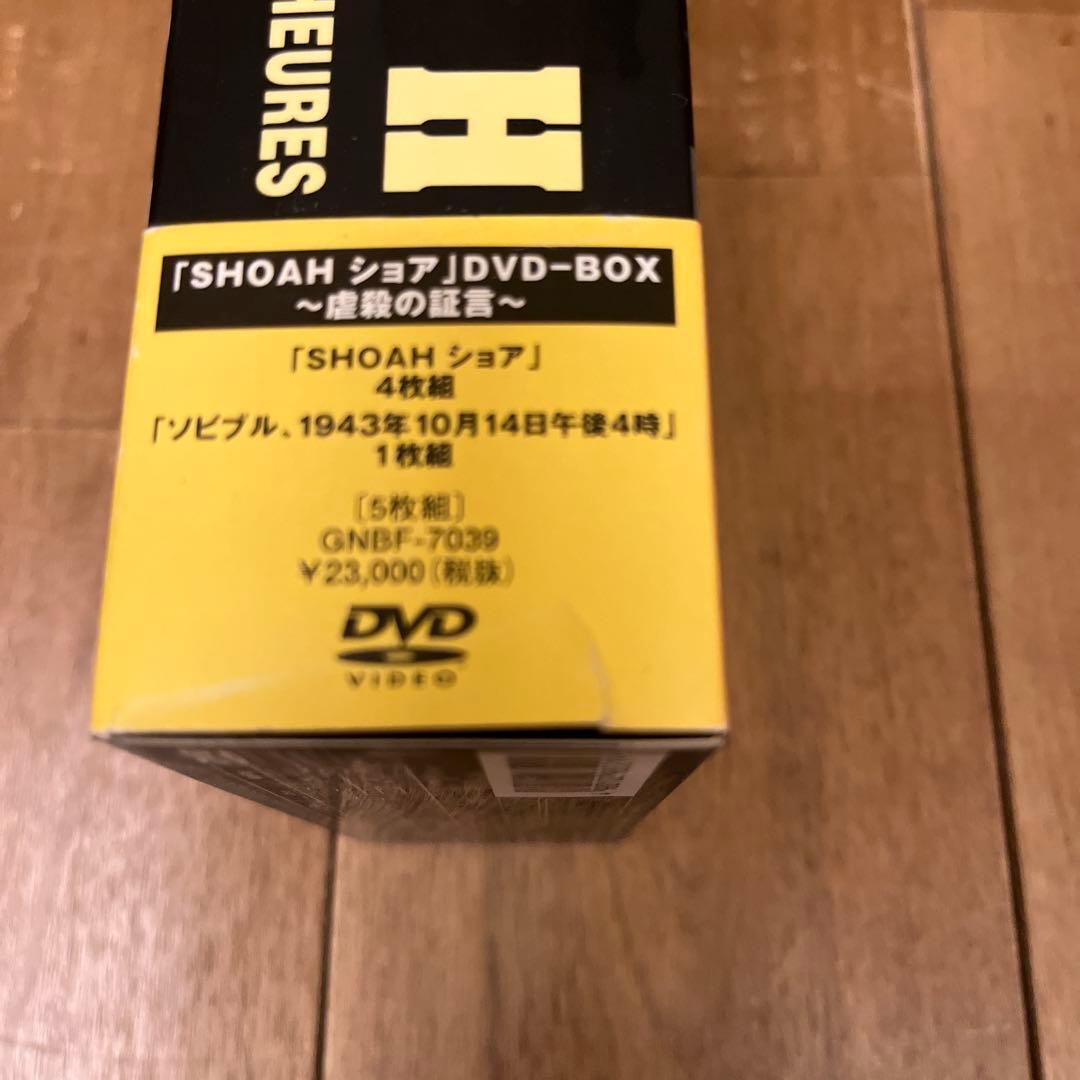 HEURES
H
「SHOAH ショア」DVD-BOX
～虐殺の証言～
「SHOAH ショア」
4枚組
「ソビブル、1943年10月14日午後4時」
1枚組
[5枚組]
GNBF-7039
￥23,000(税抜)
DVD
VIDEO